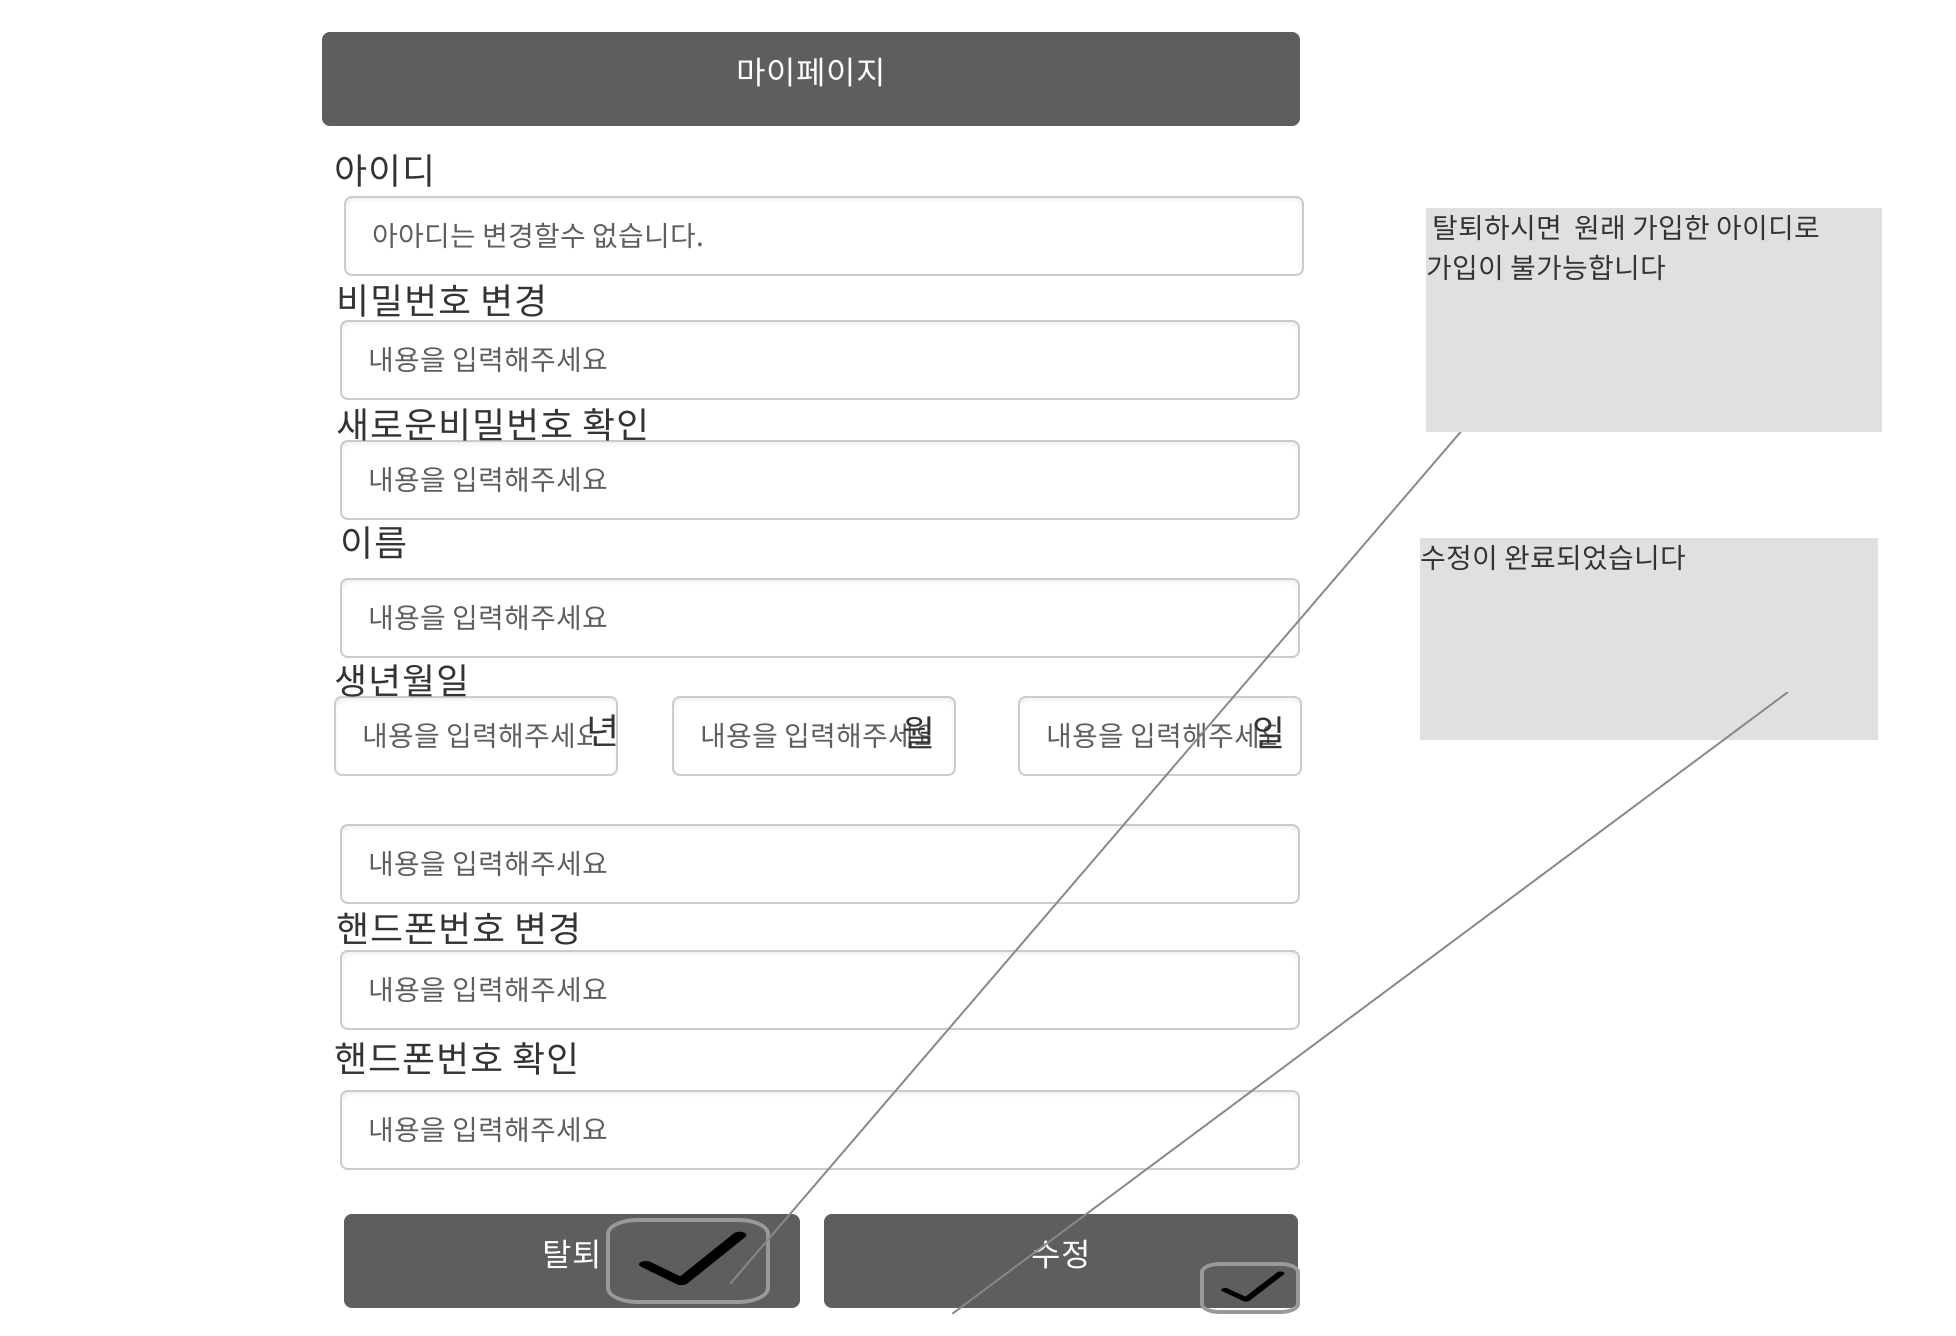 마이페이지
아이디
아아디는 변경할수 없습니다.
비밀번호 변경
내용을 입력해주세요
새로운비밀번호 확인
내용을 입력해주세요
이름
내용을 입력해주세요
생년월일
내용을 입력해주세요 년
내용을 입력해주세요 월
내용을 입력해주세요 일
내용을 입력해주세요
핸드폰번호 변경
내용을 입력해주세요
핸드폰번호 확인
내용을 입력해주세요
탈퇴
수정
탈퇴하시면 원래 가입한 아이디로
가입이 불가능합니다
수정이 완료되었습니다